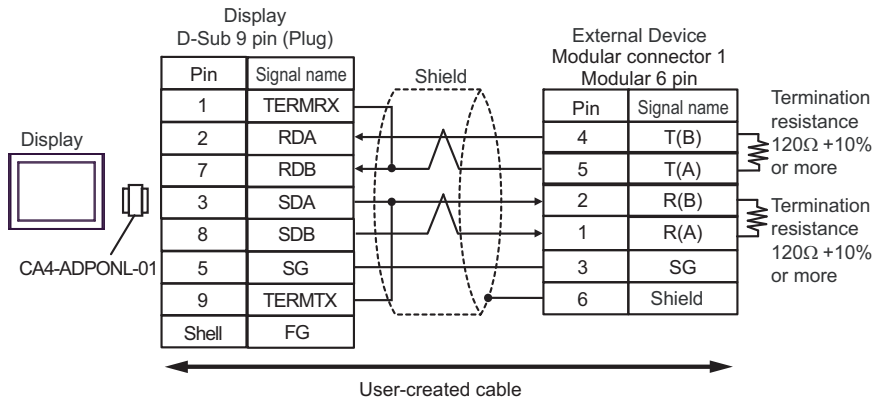 Display
D-Sub 9 pin (Plug)
Pin Signal name
1 TERMRX
2 RDA
7 RDB
3 SDA
8 SDB
5 SG
9 TERMTX
Shell FG
Shield
External Device
Modular connector 1
Modular 6 pin
Pin Signal name
4 T(B)
5 T(A)
2 R(B)
1 R(A)
3 SG
6 Shield
Termination
resistance
120Ω +10%
or more
Termination
resistance
120Ω +10%
or more
Display
CA4-ADPONL-01
User-created cable